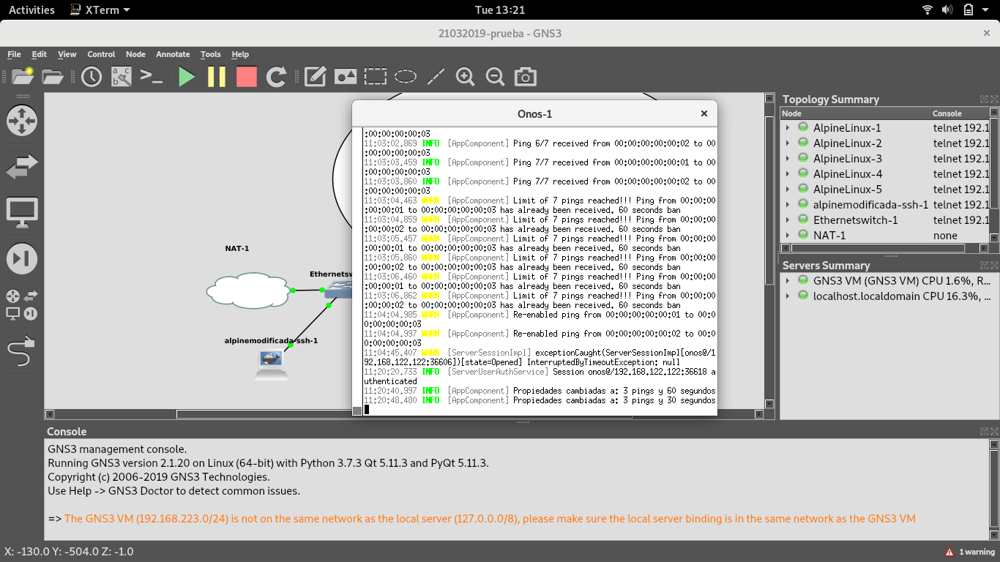 Activities
XTerm
Tue 13:21
21032019-prueba - GNS3
File Edit View Control Node Annotate Tools Help
Onos-1
:00:00:00:00:03
11:03:02.869 INFO [AppComponent] Ping 6/7 received from 00:00:00:00:00:02 to 00
:00:00:00:00:03
11:03:03.459 INFO [AppComponent] Ping 7/7 received from 00:00:00:00:00:01 to 00
:00:00:00:00:03
11:03:03.860 INFO [AppComponent] Ping 7/7 received from 00:00:00:00:00:02 to 00
:00:00:00:00:03
11:03:04.463 WARN [AppComponent] Limit of 7 pings reached!!! Ping from 00:00:00
:00:00:01 to 00:00:00:00:00:03 has already been received. 60 seconds ban
11:03:04.859 WARN [AppComponent] Limit of 7 pings reached!!! Ping from 00:00:00
:00:00:02 to 00:00:00:00:00:03 has already been received. 60 seconds ban
11:03:05.457 WARN [AppComponent] Limit of 7 pings reached!!! Ping from 00:00:00
:00:00:01 to 00:00:00:00:00:03 has already been received. 60 seconds ban
11:03:05.860 WARN [AppComponent] Limit of 7 pings reached!!! Ping from 00:00:00
:00:00:02 to 00:00:00:00:00:03 has already been received. 60 seconds ban
11:03:06.460 WARN [AppComponent] Limit of 7 pings reached!!! Ping from 00:00:00
:00:00:01 to 00:00:00:00:00:03 has already been received. 60 seconds ban
11:03:06.862 WARN [AppComponent] Limit of 7 pings reached!!! Ping from 00:00:00
:00:00:02 to 00:00:00:00:00:03 has already been received. 60 seconds ban
11:04:04.985 WARN [AppComponent] Re-enabled ping from 00:00:00:00:00:01 to 00:0
0:00:00:00:03
11:04:04.997 WARN [AppComponent] Re-enabled ping from 00:00:00:00:00:02 to 00:0
0:00:00:00:03
11:04:45.407 WARN [ServerSessionImpl] exceptionCaught(ServerSessionImpl[onos@/1
92.168.122.122:36606])[state=Opened] InterruptedByTimeoutException: null
11:20:20.733 INFO [ServerUserAuthService] Session onos@/192.168.122.122:36618 a
uthenticated
11:20:40.997 INFO [AppComponent] Propiedades cambiadas a: 3 pings y 60 segundos
11:20:48.480 INFO [AppComponent] Propiedades cambiadas a: 3 pings y 30 segundos
NAT-1
Ethernetsw
alpinemodificada-ssh-1
Topology Summary
Node Console
AlpineLinux-1 telnet 192.1
AlpineLinux-2 telnet 192.1
AlpineLinux-3 telnet 192.1
AlpineLinux-4 telnet 192.1
AlpineLinux-5 telnet 192.1
alpinemodificada-ssh-1 telnet 192.1
Ethernetswitch-1 telnet 192.1
NAT-1 none
Servers Summary
GNS3 VM (GNS3 VM) CPU 1.6%, R...
localhost.localdomain CPU 16.3%, ...
Console
GNS3 management console.
Running GNS3 version 2.1.20 on Linux (64-bit) with Python 3.7.3 Qt 5.11.3 and PyQt 5.11.3.
Copyright (c) 2006-2019 GNS3 Technologies.
Use Help -> GNS3 Doctor to detect common issues.
=> The GNS3 VM (192.168.223.0/24) is not on the same network as the local server (127.0.0.0/8), please make sure the local server binding is in the same network as the GNS3 VM
X: -130.0 Y: -504.0 Z: -1.0
1 warning